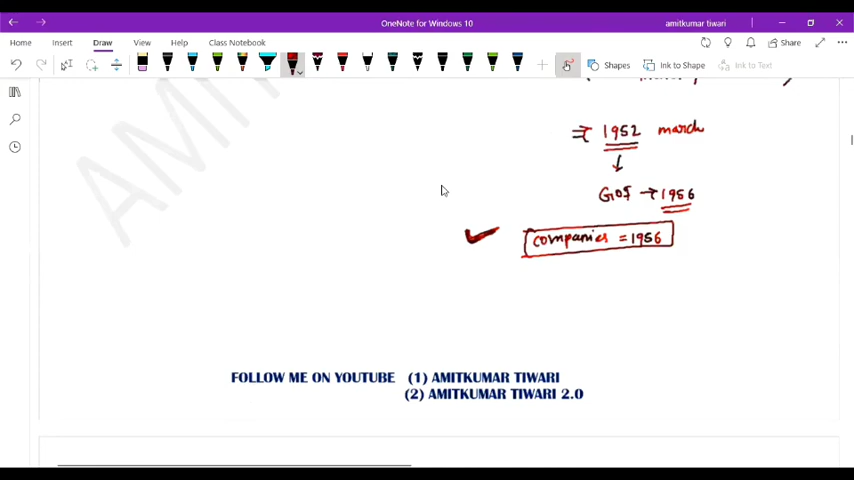 OneNote for Windows 10
amitkumar tiwari
Home Insert Draw View Help Class Notebook
Share
Shapes Ink to Shape Ink to Text
AMIT
⇒ 1952 march
↓
GOI → 1956
✓ companies = 1956
FOLLOW ME ON YOUTUBE (1) AMITKUMAR TIWARI
(2) AMITKUMAR TIWARI 2.0